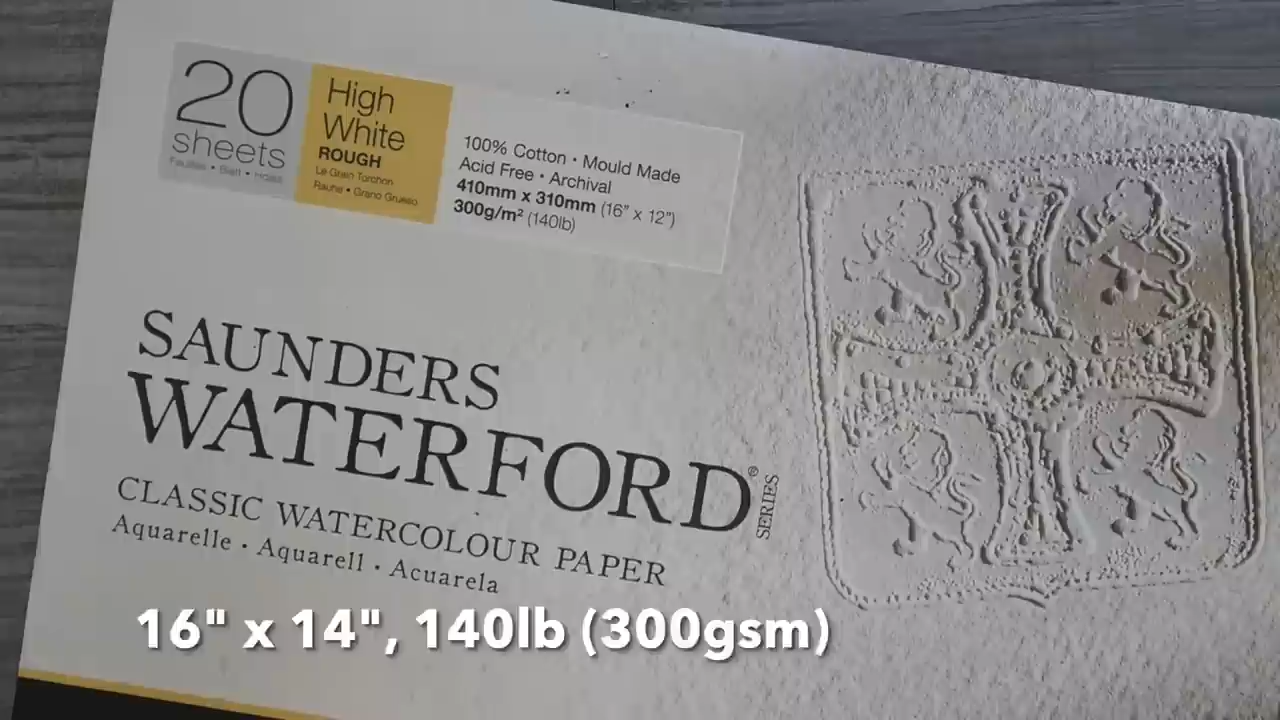 20
sheets
Feuilles • Blatt • Hojas
High
White
ROUGH
Le Grain Torchon
Rauhe • Grano Grueso
100% Cotton • Mould Made
Acid Free • Archival
410mm x 310mm (16" x 12")
300g/m² (140lb)
SAUNDERS
WATERFORD®
SERIES
CLASSIC WATERCOLOUR PAPER
Aquarelle • Aquarell • Acuarela
16" x 14", 140lb (300gsm)